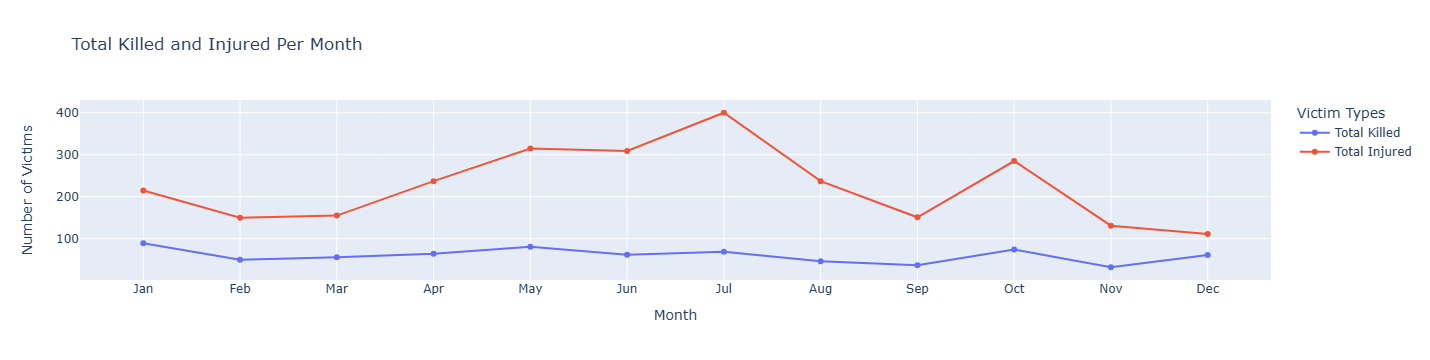 Total Killed and Injured Per Month
Number of Victims
400
300
200
100
Jan Feb Mar Apr May Jun Jul Aug Sep Oct Nov Dec
Month
Victim Types
Total Killed
Total Injured